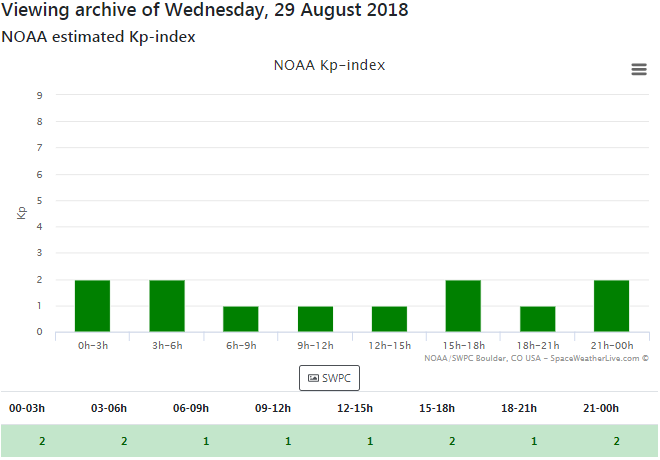 Viewing archive of Wednesday, 29 August 2018
NOAA estimated Kp-index
NOAA Kp-index
9
8
7
6
5
4
3
2
1
0
Kp
0h-3h 3h-6h 6h-9h 9h-12h 12h-15h 15h-18h 18h-21h 21h-00h
NOAA/SWPC Boulder, CO USA - SpaceWeatherLive.com ©
SWPC
00-03h 03-06h 06-09h 09-12h 12-15h 15-18h 18-21h 21-00h
2 2 1 1 1 2 1 2